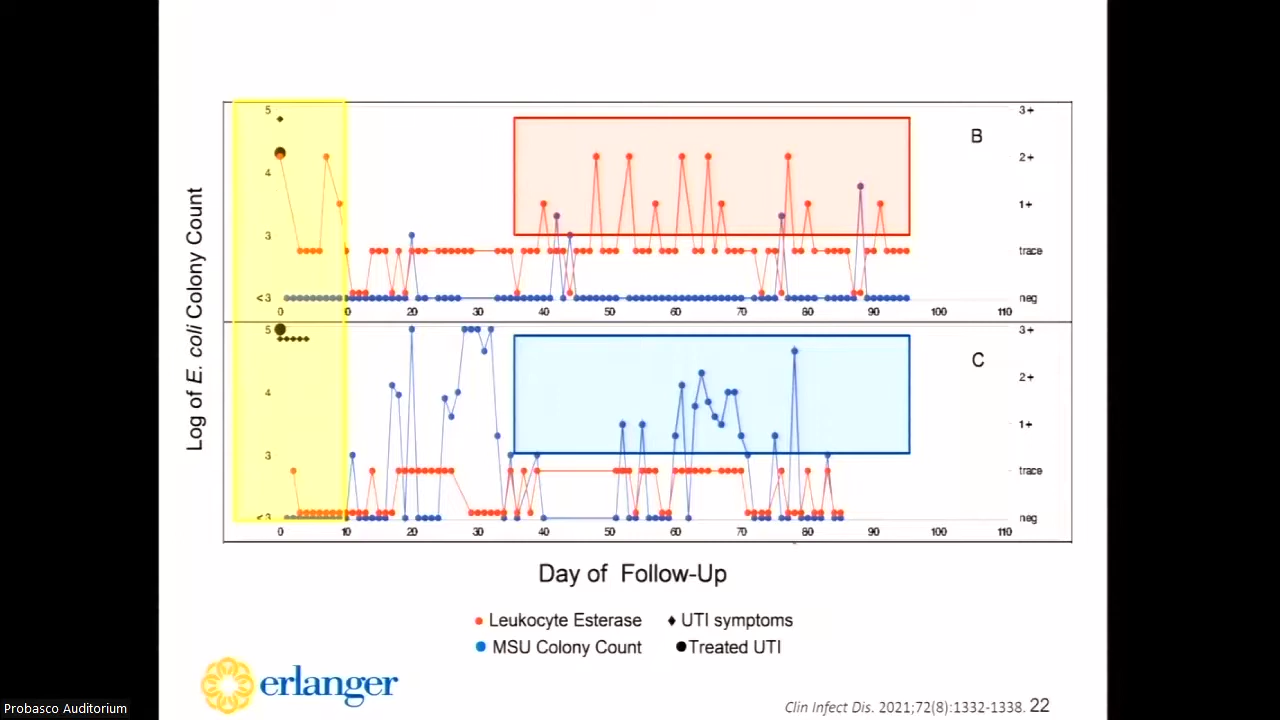 5
3+
B
4
2+
1+
3
trace
<3
neg
0 10 20 30 40 50 60 70 80 90 100 110
5
3+
C
4
2+
1+
3
trace
<3
neg
0 10 20 30 40 50 60 70 80 90 100 110
Log of E. coli Colony Count
Day of Follow-Up
Leukocyte Esterase
UTI symptoms
MSU Colony Count
Treated UTI
erlanger
Clin Infect Dis. 2021;72(8):1332-1338. 22
Probasco Auditorium